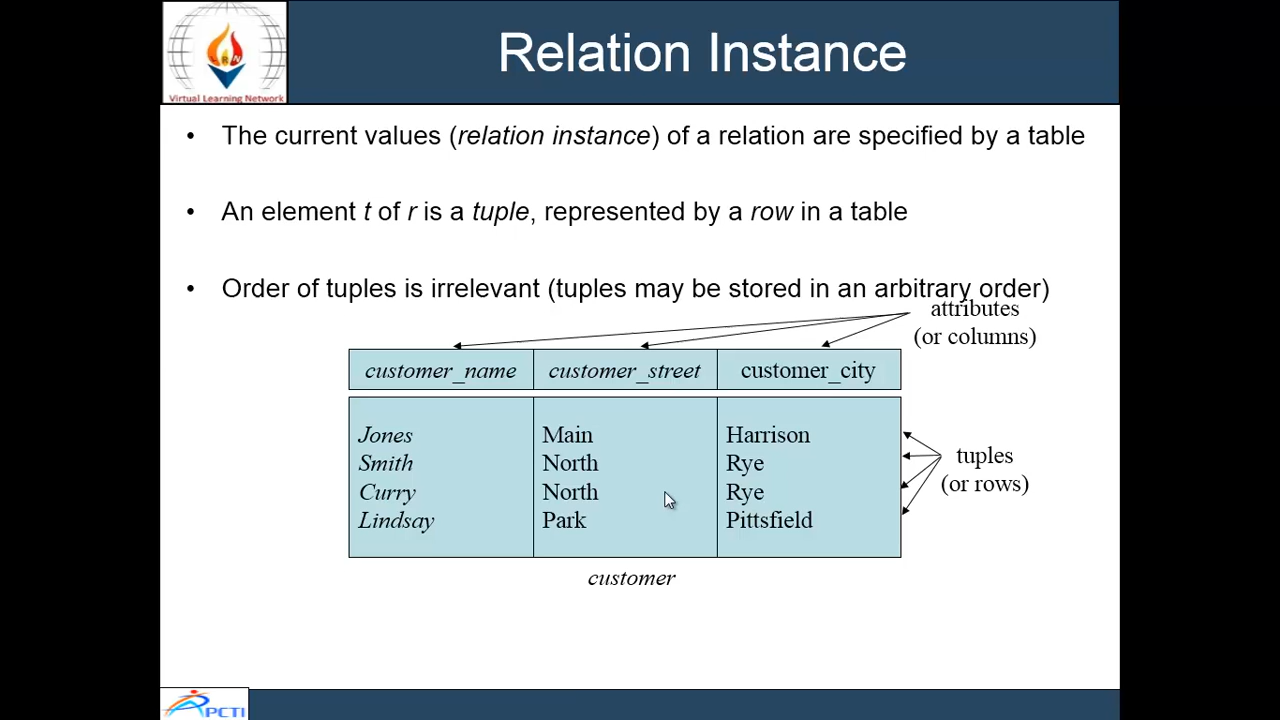 Relation Instance
Virtual Learning Network
• The current values (relation instance) of a relation are specified by a table
• An element t of r is a tuple, represented by a row in a table
• Order of tuples is irrelevant (tuples may be stored in an arbitrary order)
attributes
(or columns)
customer_name customer_street customer_city
Jones Main Harrison
Smith North Rye
Curry North Rye
Lindsay Park Pittsfield
tuples
(or rows)
customer
PCTI